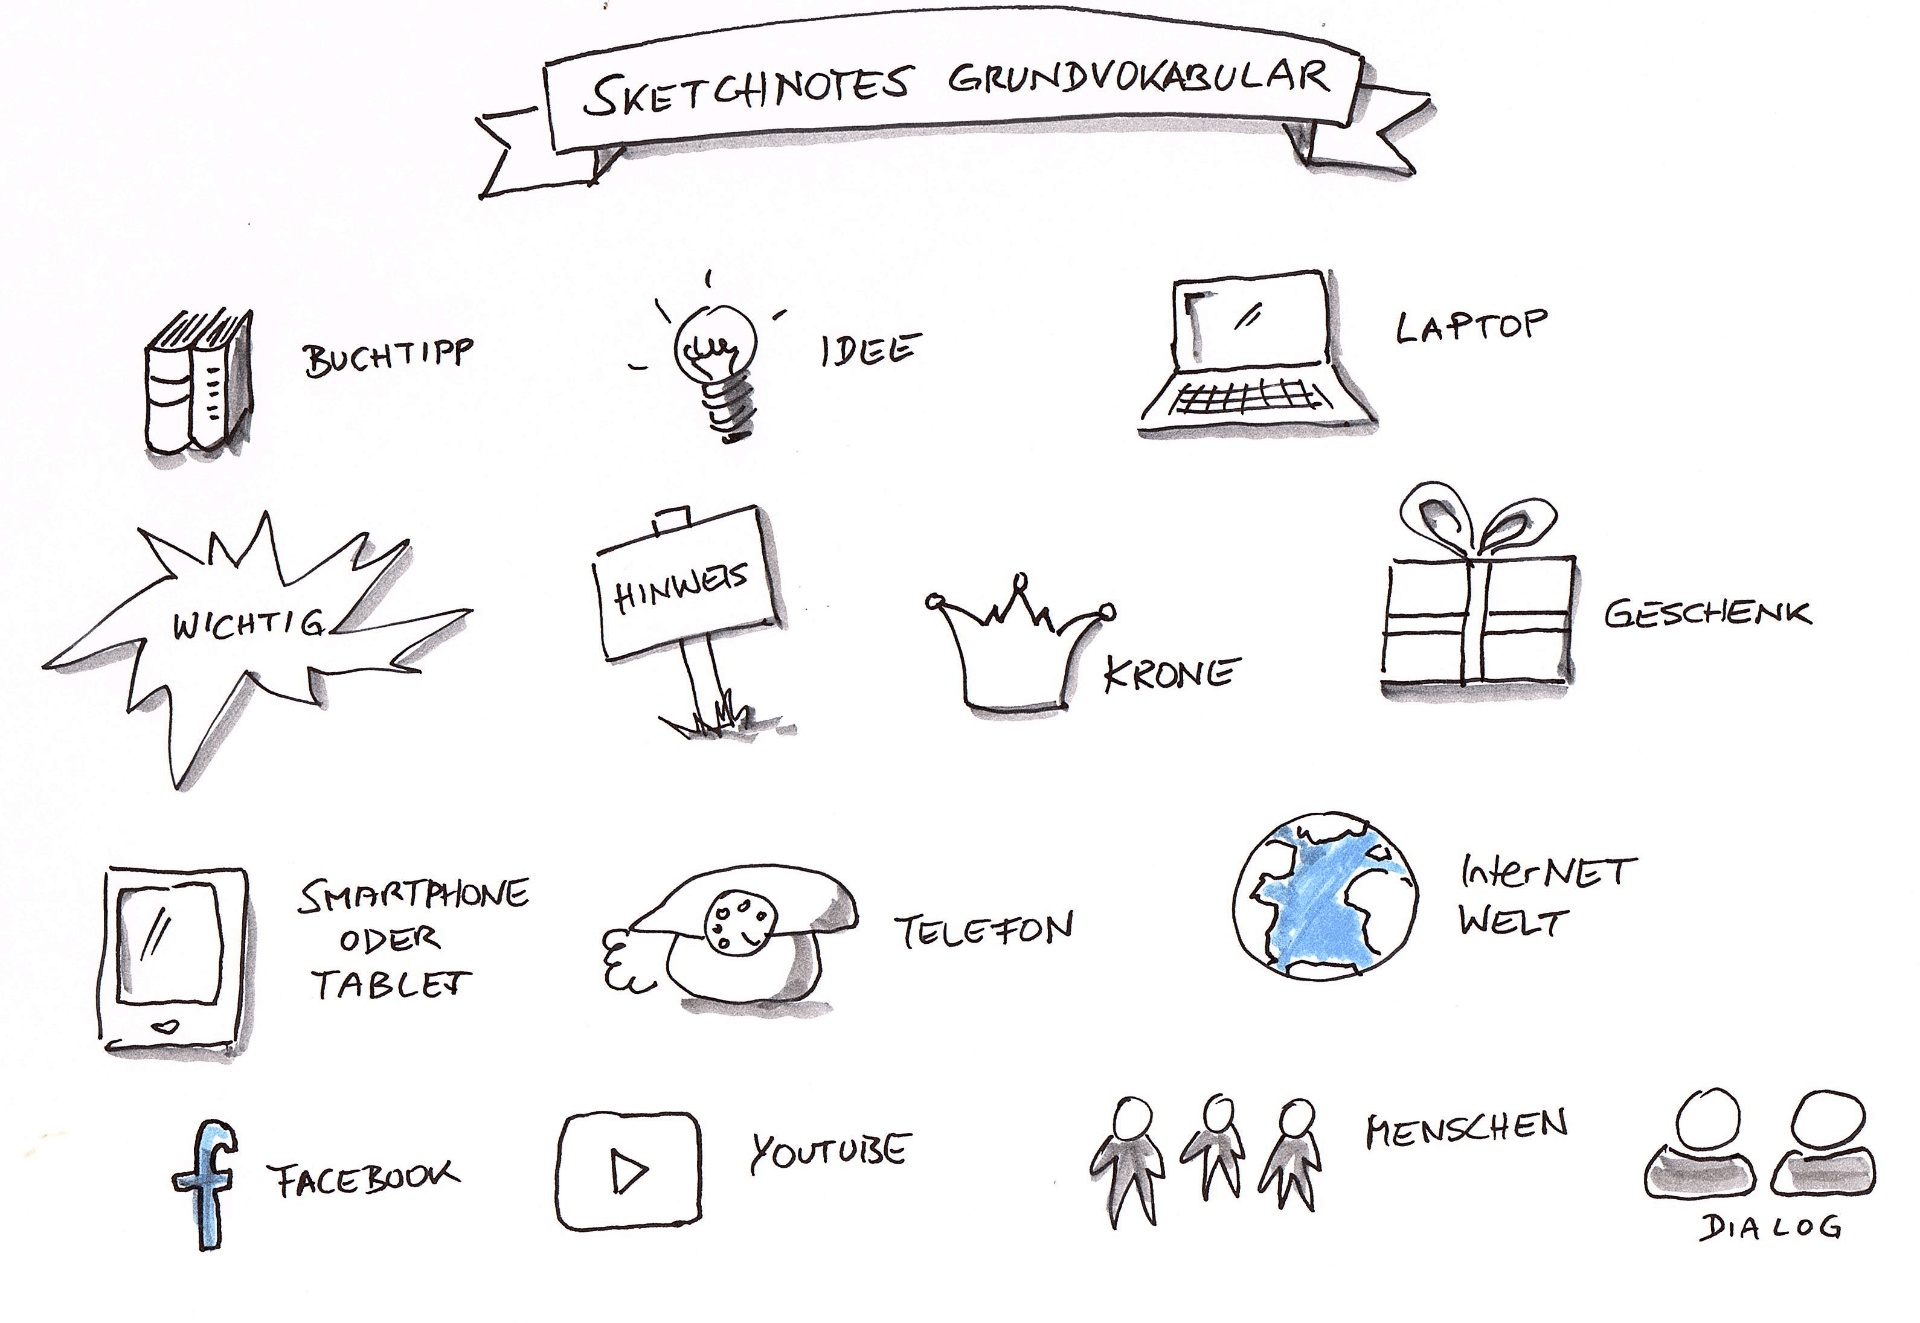 SKETCHNOTES GRUNDVOKABULAR
BUCHTIPP
IDEE
LAPTOP
WICHTIG
HINWEIS
KRONE
GESCHENK
SMARTPHONE
ODER
TABLET
TELEFON
InterNET
WELT
f FACEBOOK
YOUTUBE
MENSCHEN
DIALOG